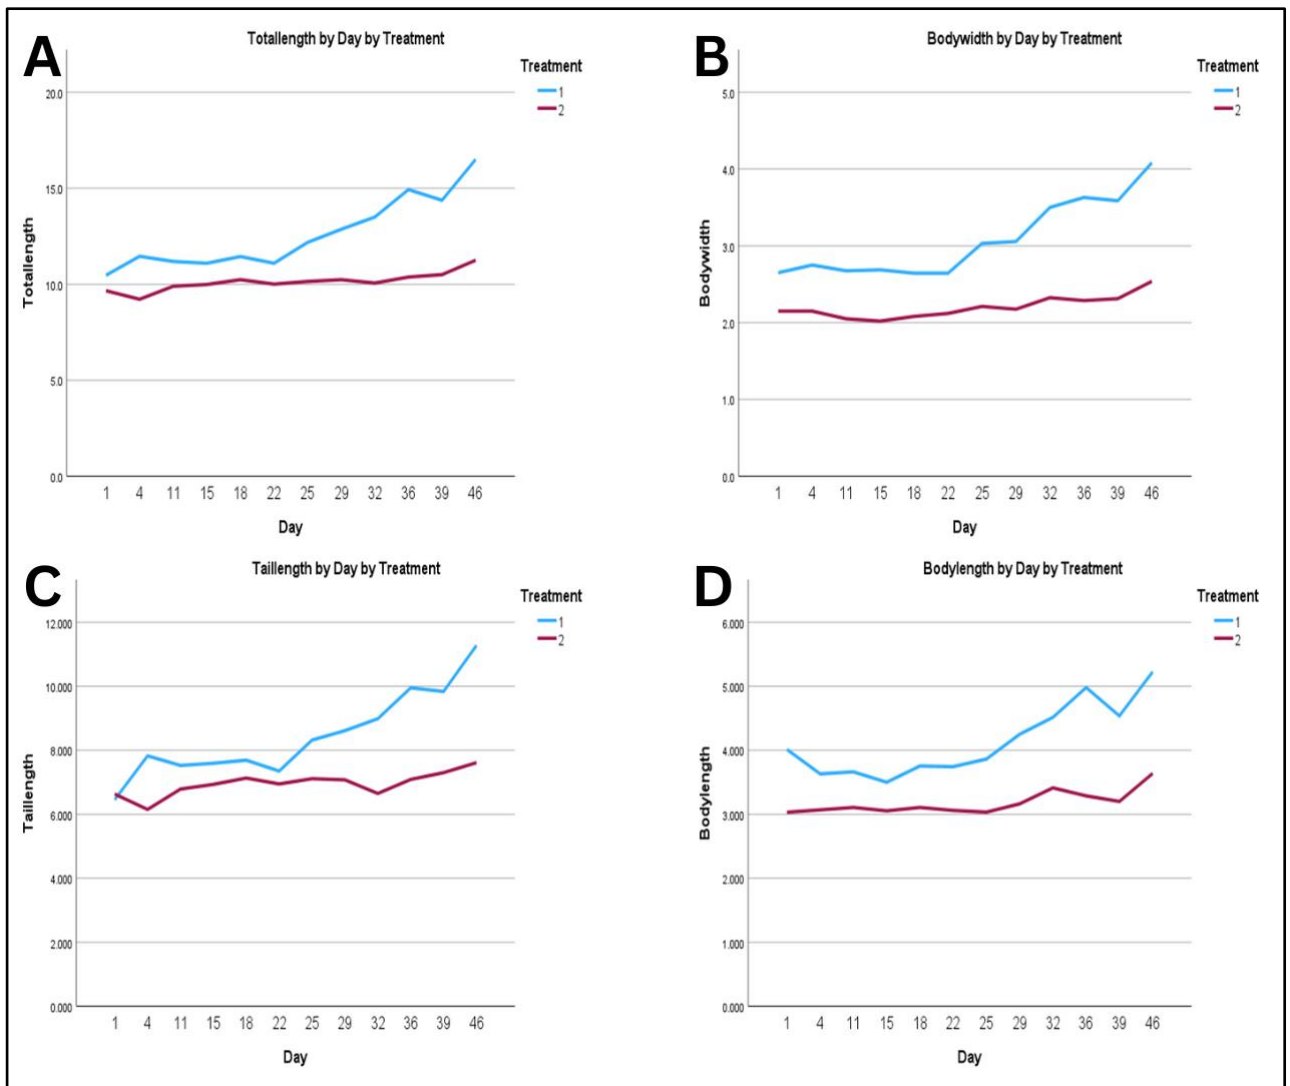 A
Totallength by Day by Treatment
Treatment
1
2
20.0
15.0
10.0
5.0
0.0
Totallength
1 4 11 15 18 22 25 29 32 36 39 46
Day
B
Bodywidth by Day by Treatment
Treatment
1
2
5.0
4.0
3.0
2.0
1.0
0.0
Bodywidth
1 4 11 15 18 22 25 29 32 36 39 46
Day
C
Taillength by Day by Treatment
Treatment
1
2
12.000
10.000
8.000
6.000
4.000
2.000
0.000
Taillength
1 4 11 15 18 22 25 29 32 36 39 46
Day
D
Bodylength by Day by Treatment
Treatment
1
2
6.000
5.000
4.000
3.000
2.000
1.000
0.000
Bodylength
1 4 11 15 18 22 25 29 32 36 39 46
Day